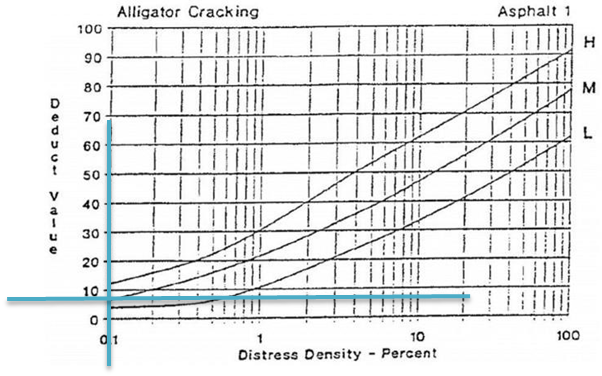 Alligator Cracking
Asphalt 1
100
90
80
70
60
50
40
30
20
10
0
Deduct Value
H
M
L
0.1
1
10
100
Distress Density - Percent